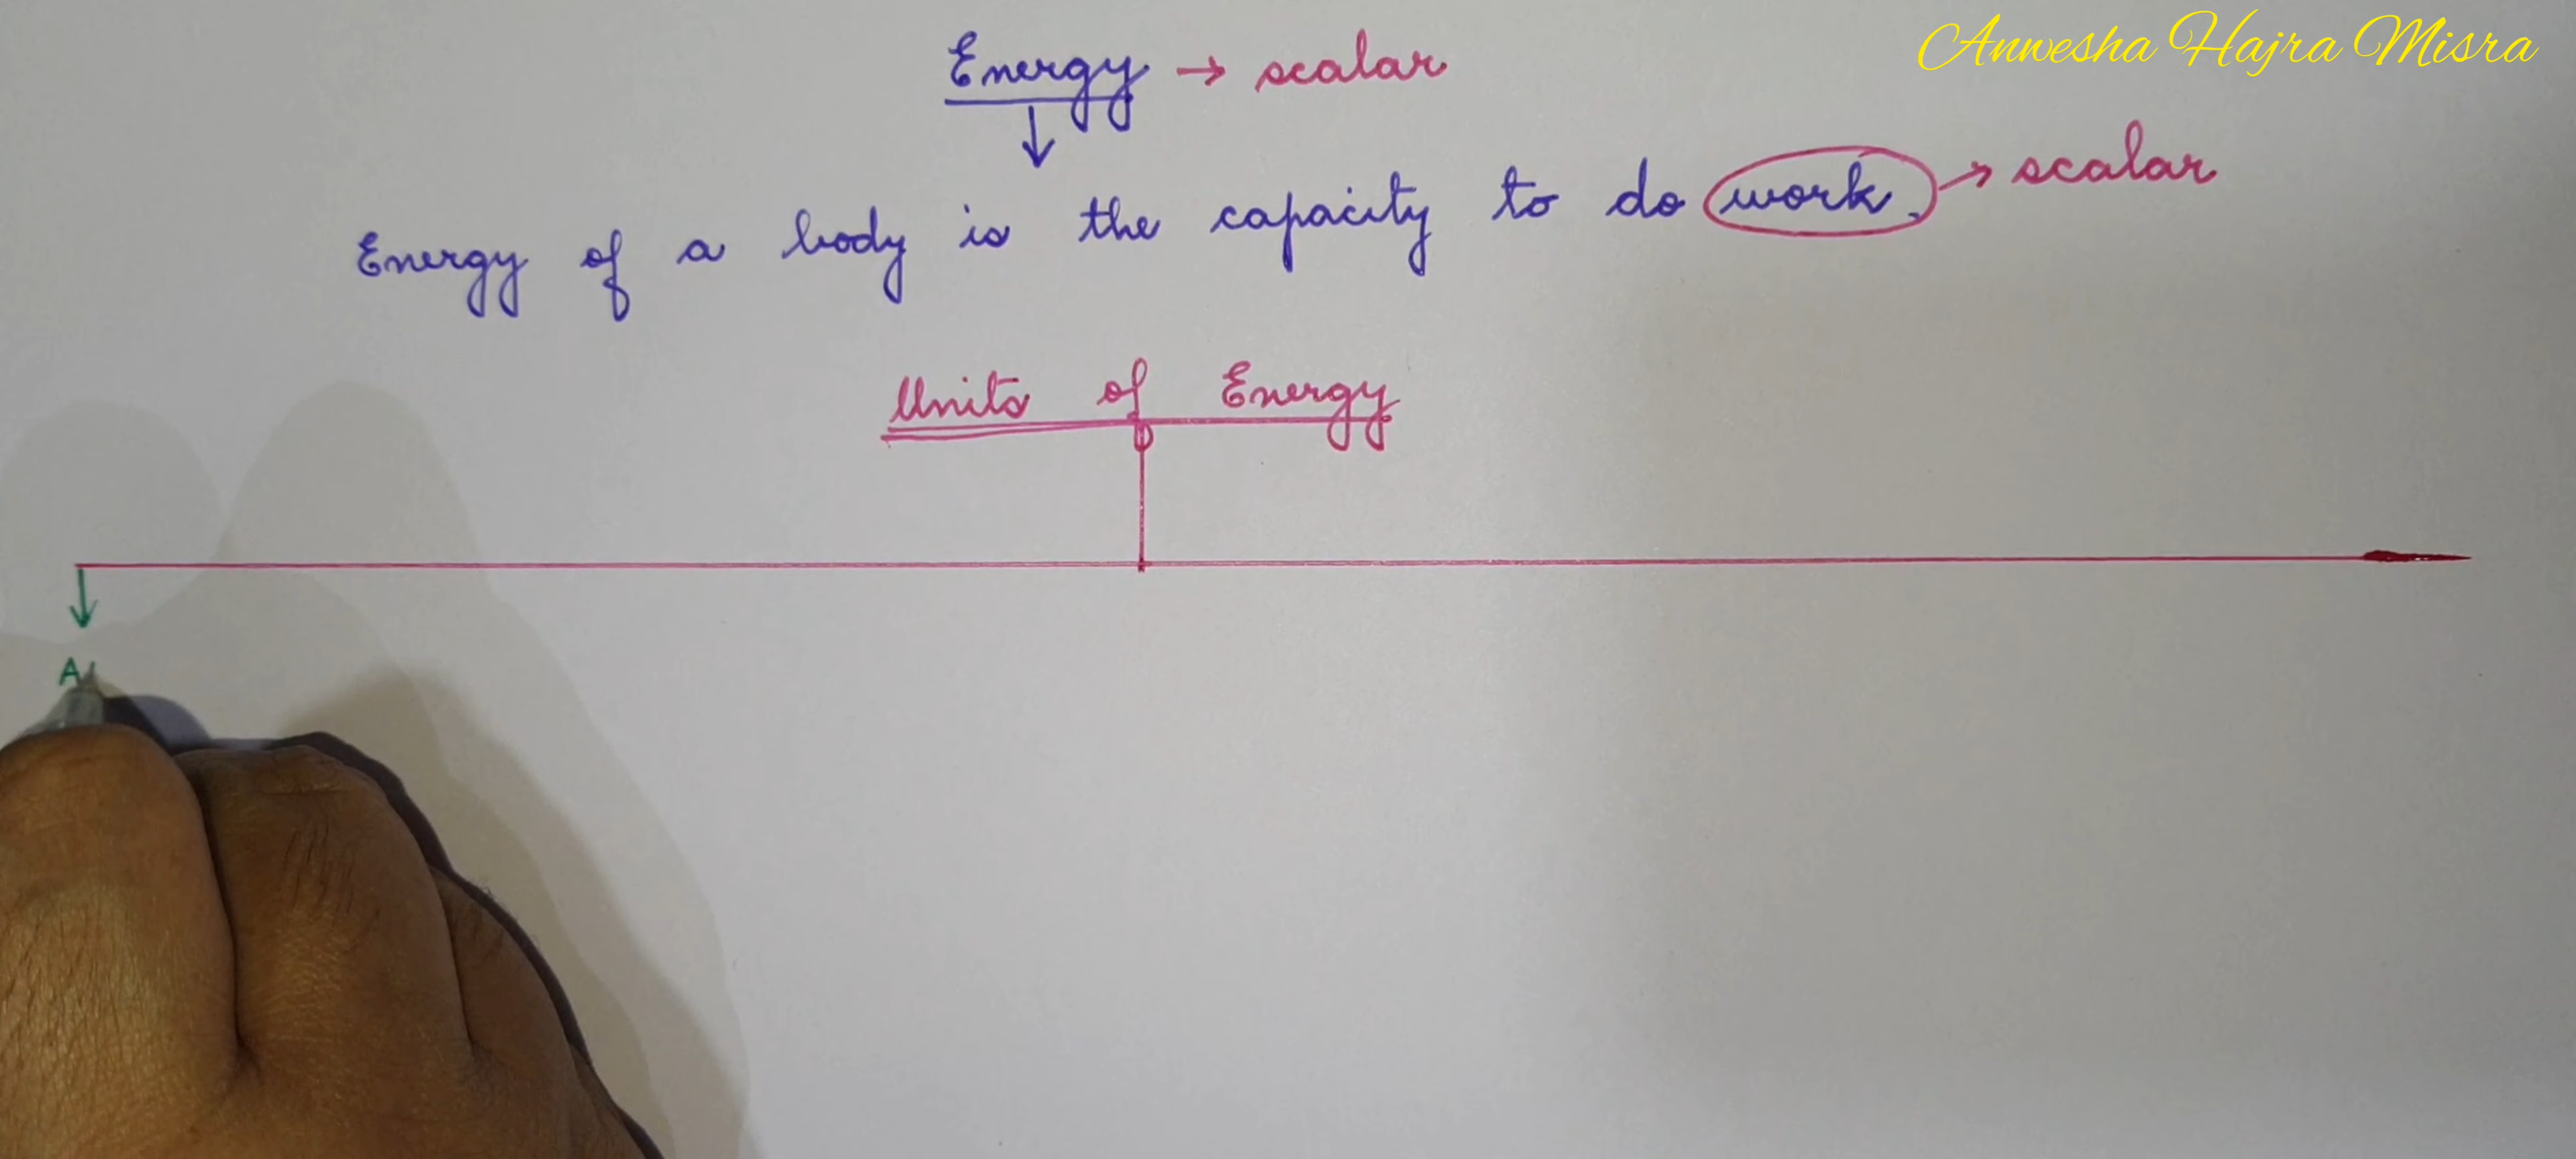 Anwesha Hajra Misra
Energy → scalar
↓
Energy of a body is the capacity to do work. → scalar
Units of Energy
↓
A